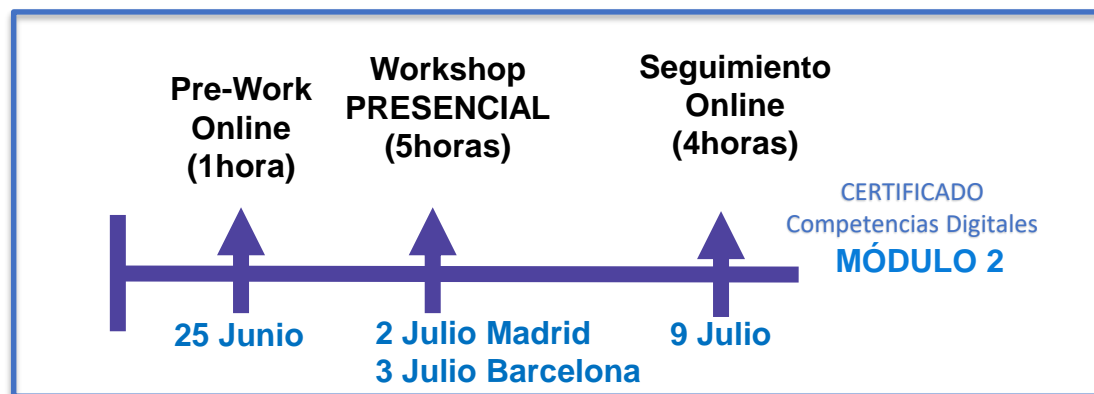 Pre-Work
Online
(1hora)
Workshop
PRESENCIAL
(5horas)
Seguimiento
Online
(4horas)
CERTIFICADO
Competencias Digitales
MÓDULO 2
25 Junio
2 Julio Madrid
3 Julio Barcelona
9 Julio